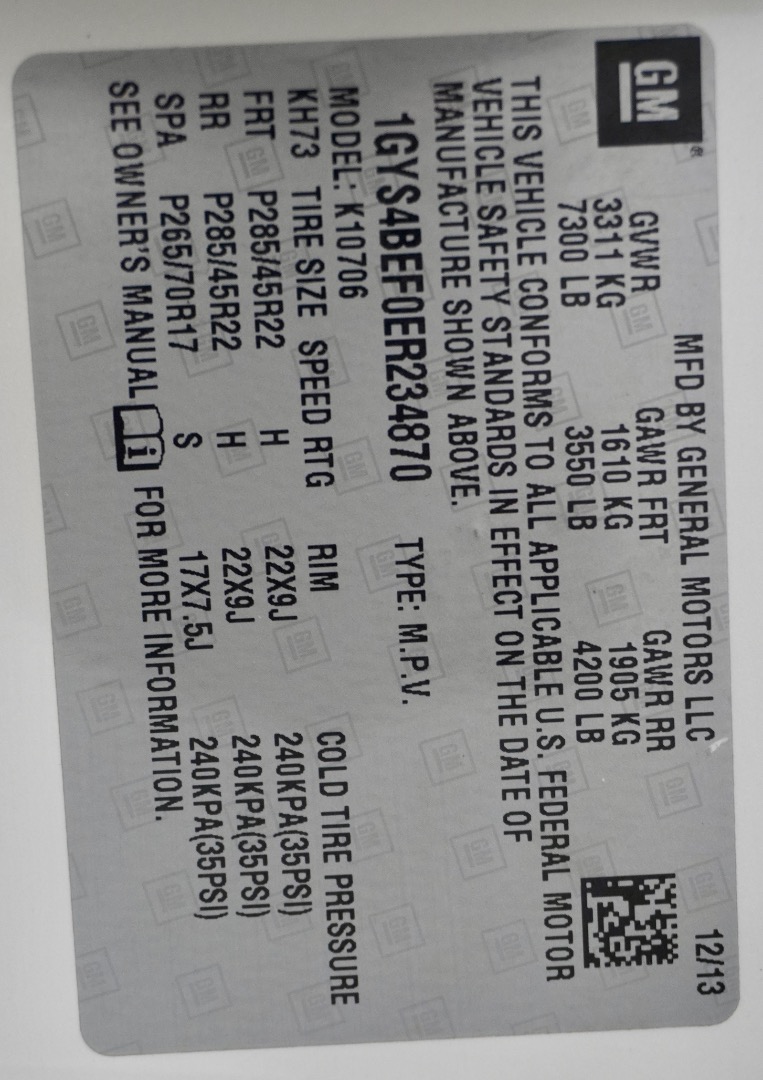 GM®
MFD BY GENERAL MOTORS LLC 12/13
GVWR GAWR FRT GAWR RR
3311 KG 1610 KG 1905 KG
7300 LB 3550 LB 4200 LB
THIS VEHICLE CONFORMS TO ALL APPLICABLE U.S. FEDERAL MOTOR
VEHICLE SAFETY STANDARDS IN EFFECT ON THE DATE OF
MANUFACTURE SHOWN ABOVE.
1GYS4BEF0ER234870 TYPE: M.P.V.
MODEL: K10706
KH73 TIRE SIZE SPEED RTG RIM COLD TIRE PRESSURE
FRT P285/45R22 H 22X9J 240KPA(35PSI)
RR P285/45R22 H 22X9J 240KPA(35PSI)
SPA P265/70R17 S 17X7.5J 240KPA(35PSI)
SEE OWNER'S MANUAL i FOR MORE INFORMATION.